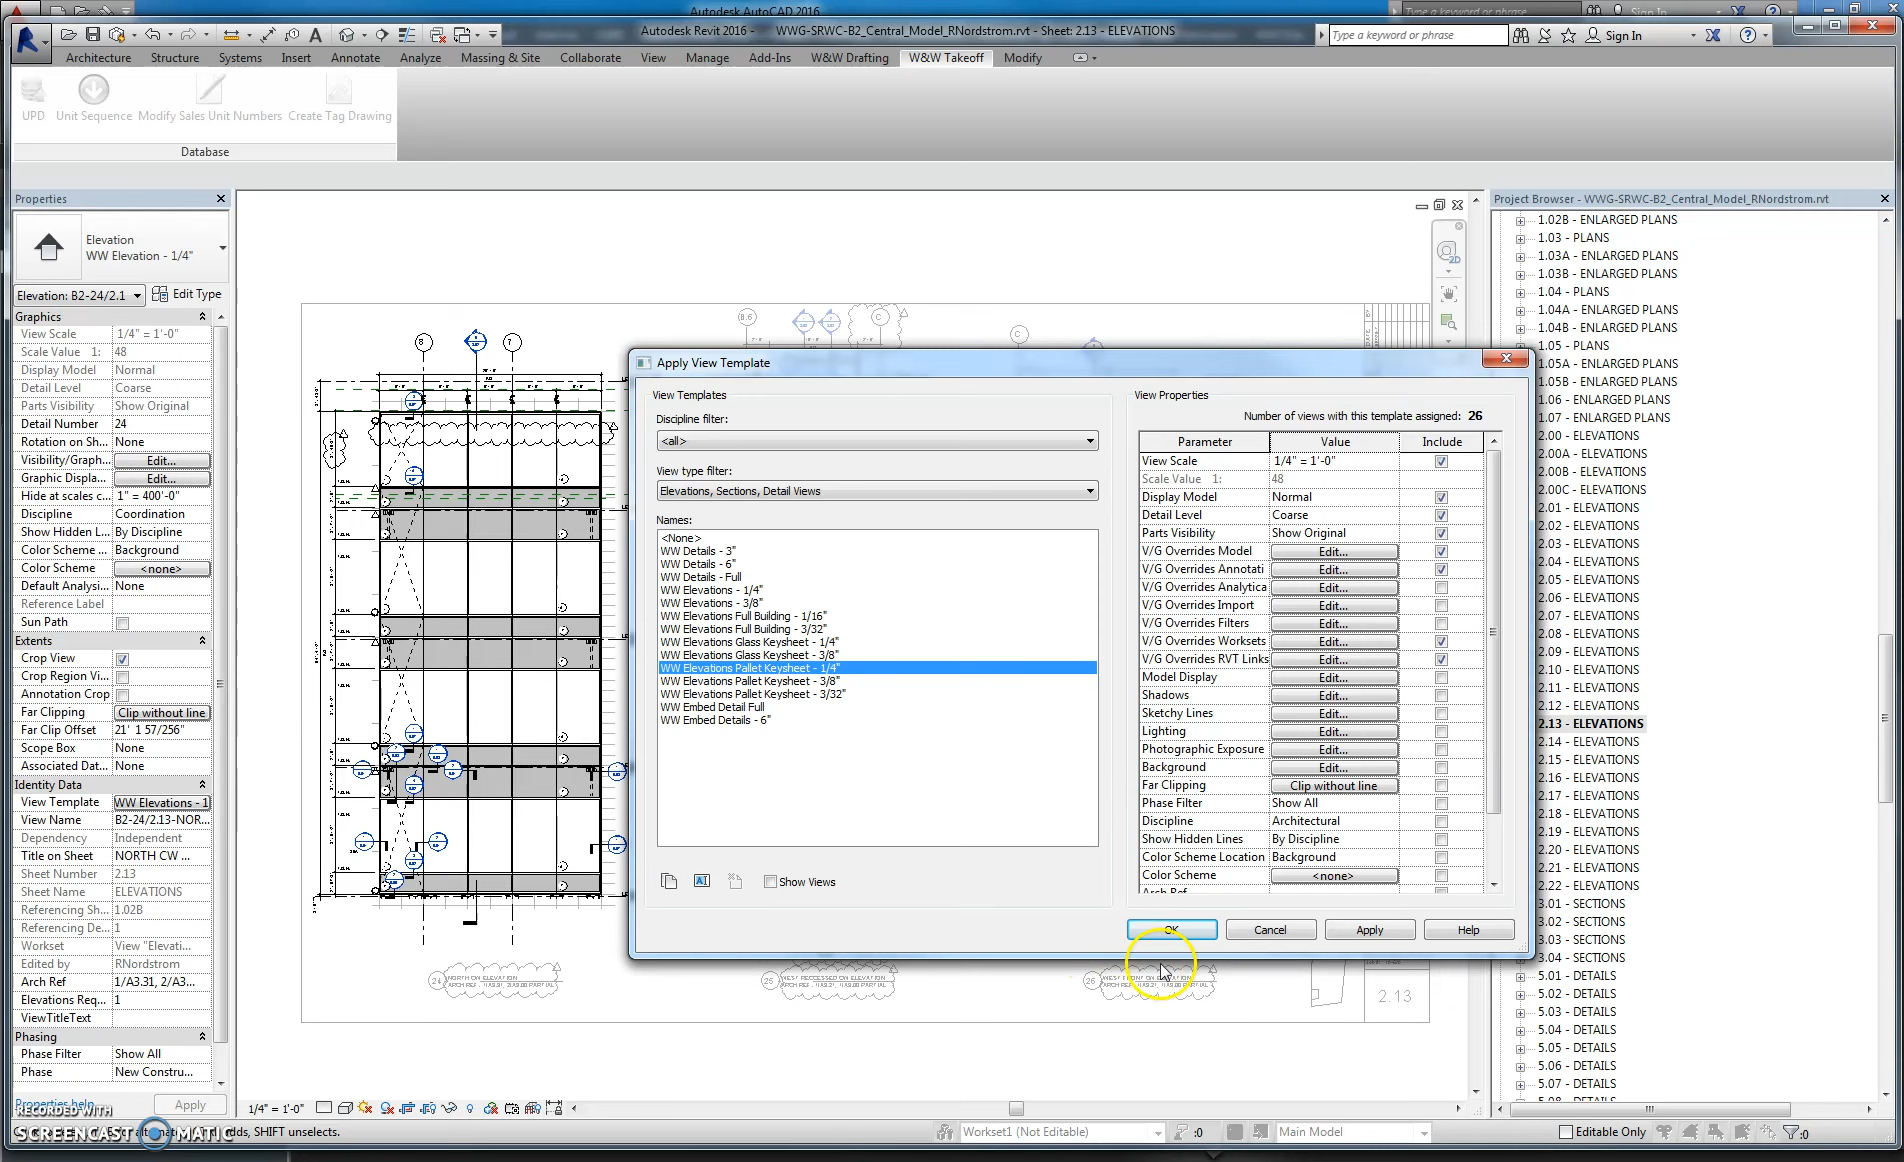 Autodesk AutoCAD 2016
Type a keyword or phrase
Sign In
Autodesk Revit 2016 - WWG-SRWC-B2_Central_Model_RNordstrom.rvt - Sheet: 2.13 - ELEVATIONS
Type a keyword or phrase
Sign In
Architecture Structure Systems Insert Annotate Analyze Massing & Site Collaborate View Manage Add-Ins W&W Drafting W&W Takeoff Modify
UPD Unit Sequence Modify Sales Unit Numbers Create Tag Drawing
Database
Properties
Elevation
WW Elevation - 1/4"
Elevation: B2-24/2.1 Edit Type
Graphics
View Scale 1/4" = 1'-0"
Scale Value 1: 48
Display Model Normal
Detail Level Coarse
Parts Visibility Show Original
Detail Number 24
Rotation on Sh... None
Visibility/Graph... Edit...
Graphic Displa... Edit...
Hide at scales c... 1" = 400'-0"
Discipline Coordination
Show Hidden L... By Discipline
Color Scheme ... Background
Color Scheme <none>
Default Analysi... None
Reference Label
Sun Path
Extents
Crop View
Crop Region Vi...
Annotation Crop
Far Clipping Clip without line
Far Clip Offset 21' 1 57/256"
Scope Box None
Associated Dat... None
Identity Data
View Template WW Elevations - 1
View Name B2-24/2.13-NOR...
Dependency Independent
Title on Sheet NORTH CW ...
Sheet Number 2.13
Sheet Name ELEVATIONS
Referencing Sh... 1.02B
Referencing De... 1
Workset View "Elevati...
Edited by RNordstrom
Arch Ref 1/A3.31, 2/A3...
Elevations Req... 1
ViewTitleText
Phasing
Phase Filter Show All
Phase New Constru...
Properties help Apply
RECORDED WITH
SCREENCAST MATIC
adds, SHIFT unselects.
8
7
B.6
C
C
24
NORTH CW ELEVATION
25
26
2.13
Apply View Template
View Templates
Discipline filter:
<all>
View type filter:
Elevations, Sections, Detail Views
Names:
<None>
WW Details - 3"
WW Details - 6"
WW Details - Full
WW Elevations - 1/4"
WW Elevations - 3/8"
WW Elevations Full Building - 1/16"
WW Elevations Full Building - 3/32"
WW Elevations Glass Keysheet - 1/4"
WW Elevations Glass Keysheet - 3/8"
WW Elevations Pallet Keysheet - 1/4"
WW Elevations Pallet Keysheet - 3/8"
WW Elevations Pallet Keysheet - 3/32"
WW Embed Detail Full
WW Embed Details - 6"
Show Views
View Properties
Number of views with this template assigned: 26
Parameter Value Include
View Scale 1/4" = 1'-0"
Scale Value 1: 48
Display Model Normal
Detail Level Coarse
Parts Visibility Show Original
V/G Overrides Model Edit...
V/G Overrides Annotati Edit...
V/G Overrides Analytica Edit...
V/G Overrides Import Edit...
V/G Overrides Filters Edit...
V/G Overrides Worksets Edit...
V/G Overrides RVT Links Edit...
Model Display Edit...
Shadows Edit...
Sketchy Lines Edit...
Lighting Edit...
Photographic Exposure Edit...
Background Edit...
Far Clipping Clip without line
Phase Filter Show All
Discipline Architectural
Show Hidden Lines By Discipline
Color Scheme Location Background
Color Scheme <none>
Arch Ref
OK Cancel Apply Help
Project Browser - WWG-SRWC-B2_Central_Model_RNordstrom.rvt
1.02B - ENLARGED PLANS
1.03 - PLANS
1.03A - ENLARGED PLANS
1.03B - ENLARGED PLANS
1.04 - PLANS
1.04A - ENLARGED PLANS
1.04B - ENLARGED PLANS
1.05 - PLANS
1.05A - ENLARGED PLANS
1.05B - ENLARGED PLANS
1.06 - ENLARGED PLANS
1.07 - ENLARGED PLANS
2.00 - ELEVATIONS
2.00A - ELEVATIONS
2.00B - ELEVATIONS
2.00C - ELEVATIONS
2.01 - ELEVATIONS
2.02 - ELEVATIONS
2.03 - ELEVATIONS
2.04 - ELEVATIONS
2.05 - ELEVATIONS
2.06 - ELEVATIONS
2.07 - ELEVATIONS
2.08 - ELEVATIONS
2.09 - ELEVATIONS
2.10 - ELEVATIONS
2.11 - ELEVATIONS
2.12 - ELEVATIONS
2.13 - ELEVATIONS
2.14 - ELEVATIONS
2.15 - ELEVATIONS
2.16 - ELEVATIONS
2.17 - ELEVATIONS
2.18 - ELEVATIONS
2.19 - ELEVATIONS
2.20 - ELEVATIONS
2.21 - ELEVATIONS
2.22 - ELEVATIONS
3.01 - SECTIONS
3.02 - SECTIONS
3.03 - SECTIONS
3.04 - SECTIONS
5.01 - DETAILS
5.02 - DETAILS
5.03 - DETAILS
5.04 - DETAILS
5.05 - DETAILS
5.06 - DETAILS
5.07 - DETAILS
5.08 - DETAILS
1/4" = 1'-0"
Workset1 (Not Editable) :0 Main Model Editable Only :0